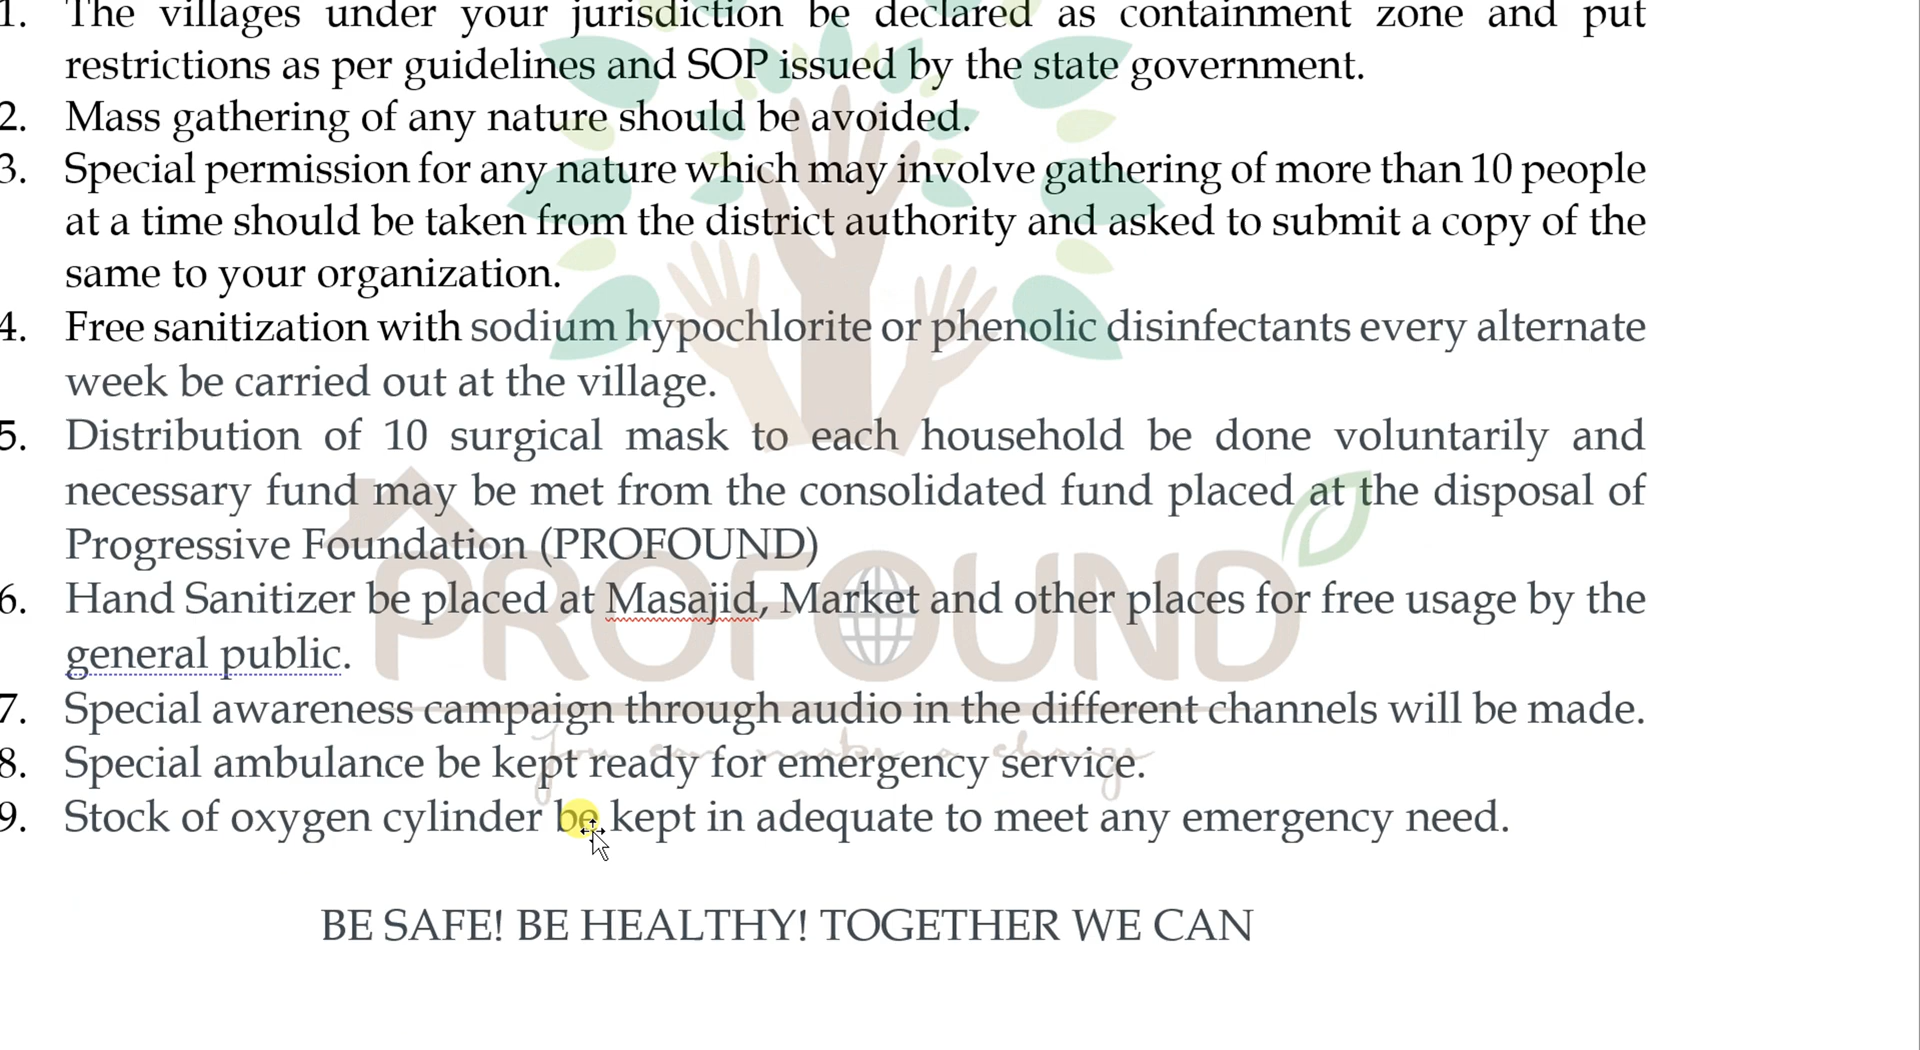 1. The villages under your jurisdiction be declared as containment zone and put
restrictions as per guidelines and SOP issued by the state government.
2. Mass gathering of any nature should be avoided.
3. Special permission for any nature which may involve gathering of more than 10 people
at a time should be taken from the district authority and asked to submit a copy of the
same to your organization.
4. Free sanitization with sodium hypochlorite or phenolic disinfectants every alternate
week be carried out at the village.
5. Distribution of 10 surgical mask to each household be done voluntarily and
necessary fund may be met from the consolidated fund placed at the disposal of
Progressive Foundation (PROFOUND)
6. Hand Sanitizer be placed at Masajid, Market and other places for free usage by the
general public.
PROFOUND
7. Special awareness campaign through audio in the different channels will be made.
you can make a change
8. Special ambulance be kept ready for emergency service.
9. Stock of oxygen cylinder be kept in adequate to meet any emergency need.
BE SAFE! BE HEALTHY! TOGETHER WE CAN